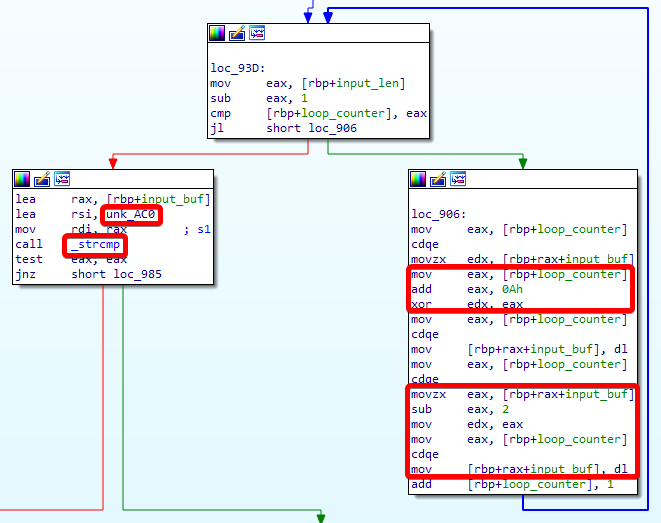 loc_93D:
mov eax, [rbp+input_len]
sub eax, 1
cmp [rbp+loop_counter], eax
jl short loc_906
lea rax, [rbp+input_buf]
lea rsi, unk_AC0
mov rdi, rax ; s1
call _strcmp
test eax, eax
jnz short loc_985
loc_906:
mov eax, [rbp+loop_counter]
cdqe
movzx edx, [rbp+rax+input_buf]
mov eax, [rbp+loop_counter]
add eax, 0Ah
xor edx, eax
mov eax, [rbp+loop_counter]
cdqe
mov [rbp+rax+input_buf], dl
mov eax, [rbp+loop_counter]
cdqe
movzx eax, [rbp+rax+input_buf]
sub eax, 2
mov edx, eax
mov eax, [rbp+loop_counter]
cdqe
mov [rbp+rax+input_buf], dl
add [rbp+loop_counter], 1